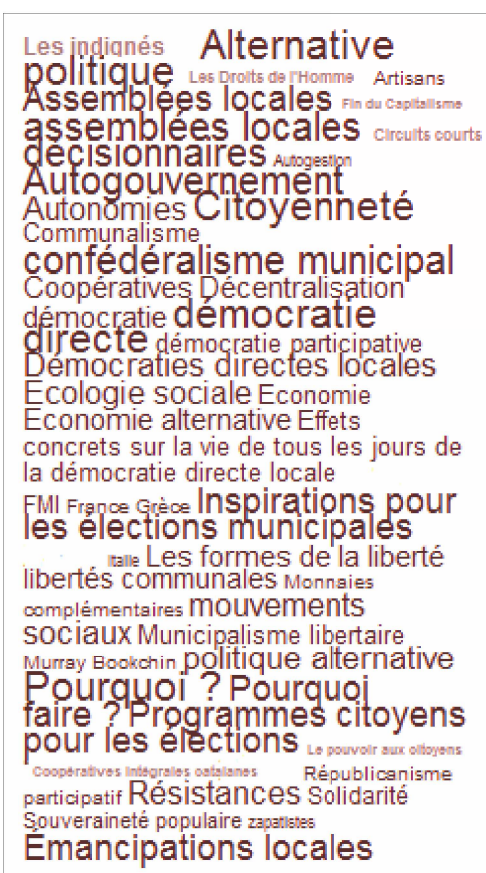 Les indignés Alternative
politique Les Droits de l'Homme Artisans
Assemblées locales Fin du Capitalisme
assemblées locales Circuits courts
décisionnaires Autogestion
Autogouvernement
Autonomies Citoyenneté
Communalisme
confédéralisme municipal
Coopératives Décentralisation
démocratie démocratie
directe démocratie participative
Démocraties directes locales
Ecologie sociale Economie
Economie alternative Effets
concrets sur la vie de tous les jours de
la démocratie directe locale
FMI France Grèce Inspirations pour
les élections municipales
Italie Les formes de la liberté
libertés communales Monnaies
complémentaires mouvements
sociaux Municipalisme libertaire
Murray Bookchin politique alternative
Pourquoi ? Pourquoi
faire ? Programmes citoyens
pour les élections Le pouvoir aux citoyens
Coopératives Intégrales catalanes Républicanisme
participatif Résistances Solidarité
Souveraineté populaire zapatistes
Émancipations locales